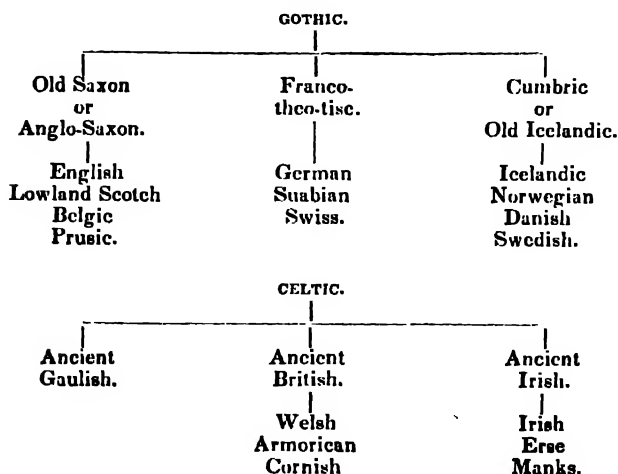 GOTHIC.
Old Saxon Franco- Cumbric
or theo-tisc. or
Anglo-Saxon. Old Icelandic.
English German Icelandic
Lowland Scotch Suabian Norwegian
Belgic Swiss. Danish
Prusic. Swedish.
CELTIC.
Ancient Ancient Ancient
Gaulish. British. Irish.
Welsh Irish
Armorican Erse
Cornish Manks.